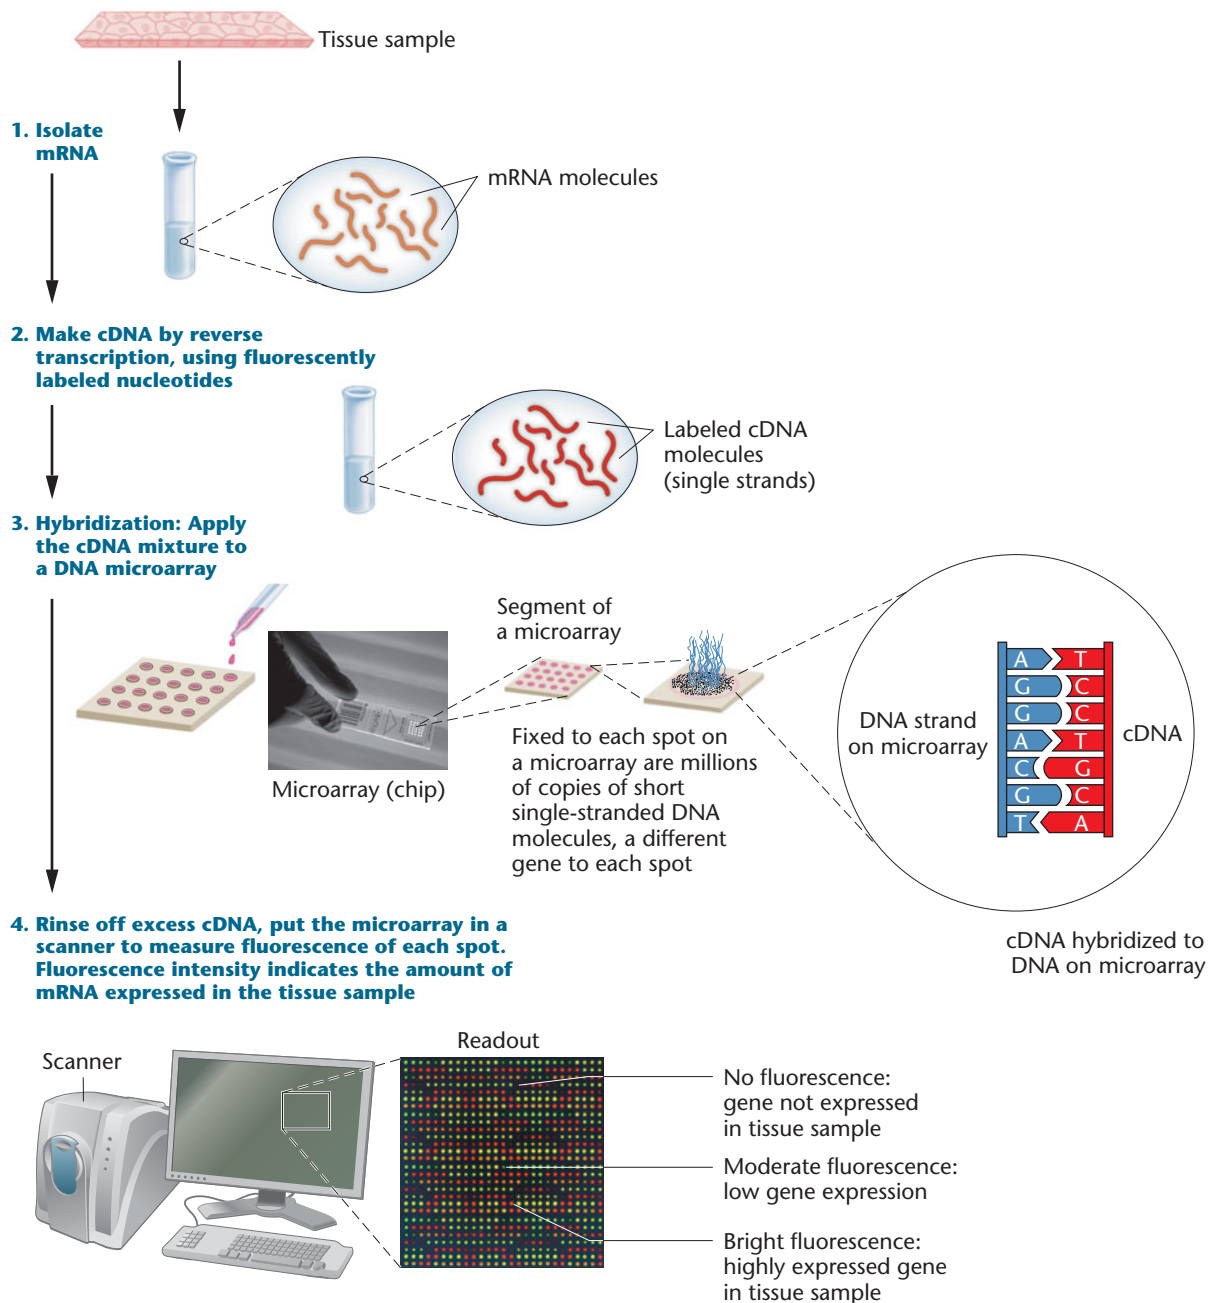 Tissue sample
1. Isolate
mRNA
mRNA molecules
2. Make cDNA by reverse
transcription, using fluorescently
labeled nucleotides
Labeled cDNA
molecules
(single strands)
3. Hybridization: Apply
the cDNA mixture to
a DNA microarray
Segment of
a microarray
Microarray (chip)
Fixed to each spot on
a microarray are millions
of copies of short
single-stranded DNA
molecules, a different
gene to each spot
DNA strand
on microarray
A T
G C
G C
A T
C G
G C
T A
cDNA
cDNA hybridized to
DNA on microarray
4. Rinse off excess cDNA, put the microarray in a
scanner to measure fluorescence of each spot.
Fluorescence intensity indicates the amount of
mRNA expressed in the tissue sample
Scanner
Readout
No fluorescence:
gene not expressed
in tissue sample
Moderate fluorescence:
low gene expression
Bright fluorescence:
highly expressed gene
in tissue sample